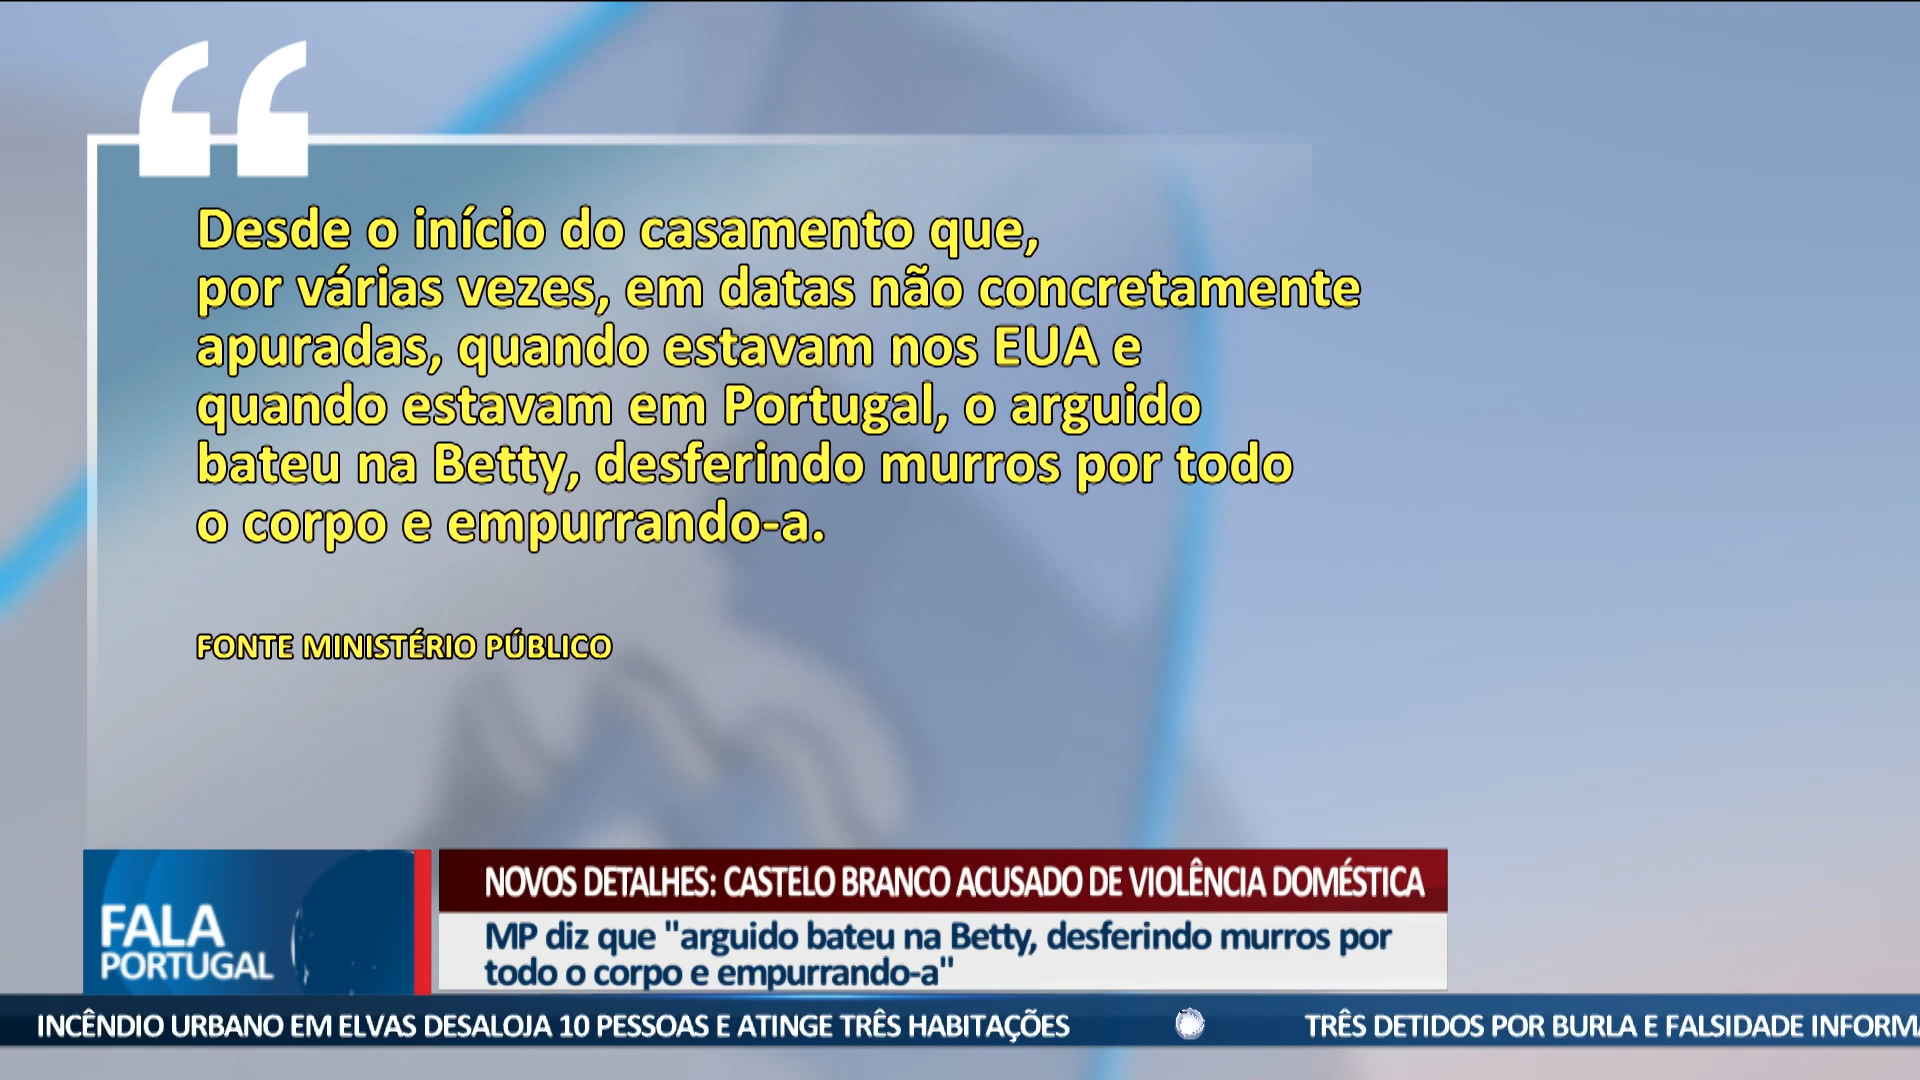 Desde o início do casamento que,
por várias vezes, em datas não concretamente
apuradas, quando estavam nos EUA e
quando estavam em Portugal, o arguido
bateu na Betty, desferindo murros por todo
o corpo e empurrando-a.
FONTE MINISTÉRIO PÚBLICO
FALA
PORTUGAL
NOVOS DETALHES: CASTELO BRANCO ACUSADO DE VIOLÊNCIA DOMÉSTICA
MP diz que "arguido bateu na Betty, desferindo murros por
todo o corpo e empurrando-a"
INCÊNDIO URBANO EM ELVAS DESALOJA 10 PESSOAS E ATINGE TRÊS HABITAÇÕES
TRÊS DETIDOS POR BURLA E FALSIDADE INFORMA